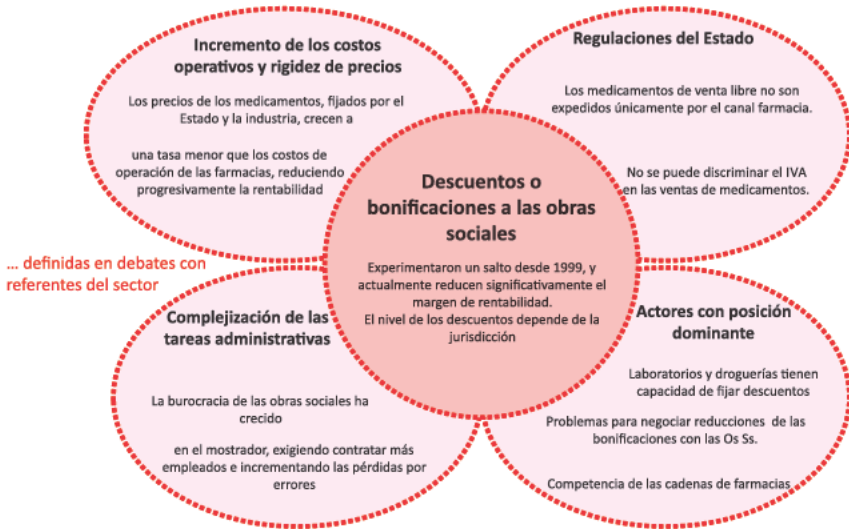 Incremento de los costos
operativos y rigidez de precios
Los precios de los medicamentos, fijados por el
Estado y la industria, crecen a
una tasa menor que los costos de
operación de las farmacias, reduciendo
progresivamente la rentabilidad
Regulaciones del Estado
Los medicamentos de venta libre no son
expedidos únicamente por el canal farmacia.
No se puede discriminar el IVA
en las ventas de medicamentos.
Descuentos o
bonificaciones a las obras
sociales
Experimentaron un salto desde 1999, y
actualmente reducen significativamente el
margen de rentabilidad.
El nivel de los descuentos depende de la
jurisdicción
... definidas en debates con
referentes del sector
Complejización de las
tareas administrativas
La burocracia de las obras sociales ha
crecido
en el mostrador, exigiendo contratar más
empleados e incrementando las pérdidas por
errores
Actores con posición
dominante
Laboratorios y droguerías tienen
capacidad de fijar descuentos
Problemas para negociar reducciones de las
bonificaciones con las Os Ss.
Competencia de las cadenas de farmacias